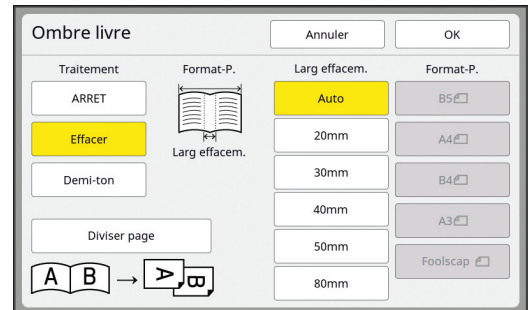 Ombre livre
Annuler
OK
Traitement
Format-P.
Larg effacem.
Format-P.
ARRET
Effacer
Demi-ton
Larg effacem.
Auto
20mm
30mm
40mm
50mm
80mm
B5
A4
B4
A3
Foolscap
Diviser page
A B → A B